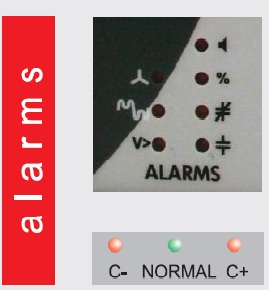 alarms
%
V>
ALARMS
C- NORMAL C+